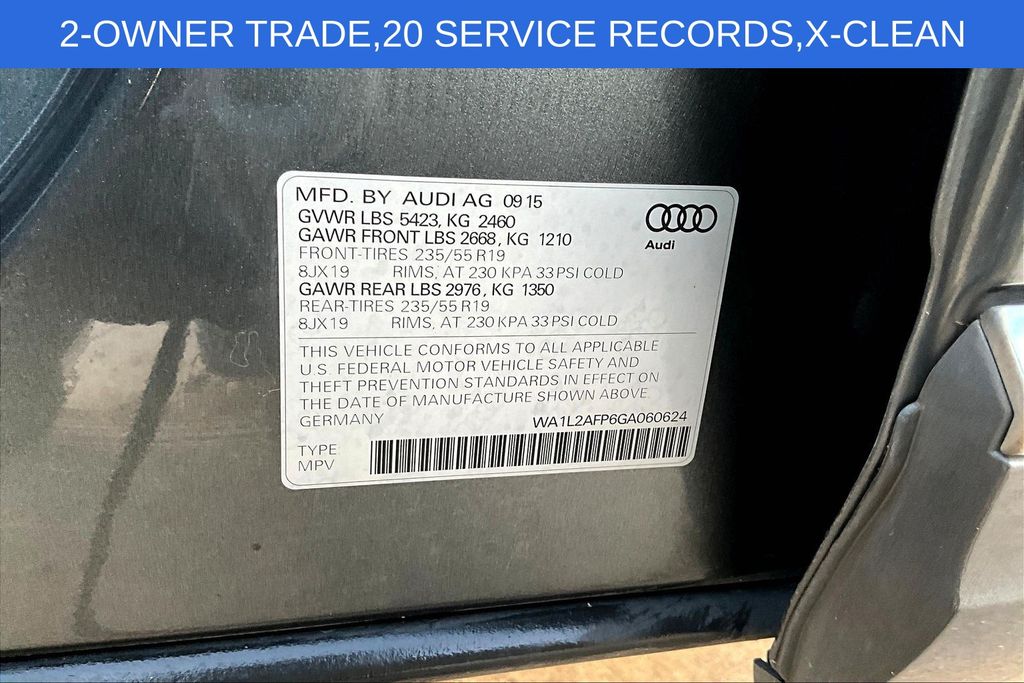 2-OWNER TRADE,20 SERVICE RECORDS,X-CLEAN
MFD. BY AUDI AG 09 15
GVWR LBS 5423, KG 2460
GAWR FRONT LBS 2668, KG 1210
FRONT-TIRES 235/55 R19
8JX19 RIMS, AT 230 KPA 33 PSI COLD
GAWR REAR LBS 2976, KG 1350
REAR-TIRES 235/55 R19
8JX19 RIMS, AT 230 KPA 33 PSI COLD
Audi
THIS VEHICLE CONFORMS TO ALL APPLICABLE
U.S. FEDERAL MOTOR VEHICLE SAFETY AND
THEFT PREVENTION STANDARDS IN EFFECT ON
THE DATE OF MANUFACTURE SHOWN ABOVE.
GERMANY WA1L2AFP6GA060624
TYPE:
MPV